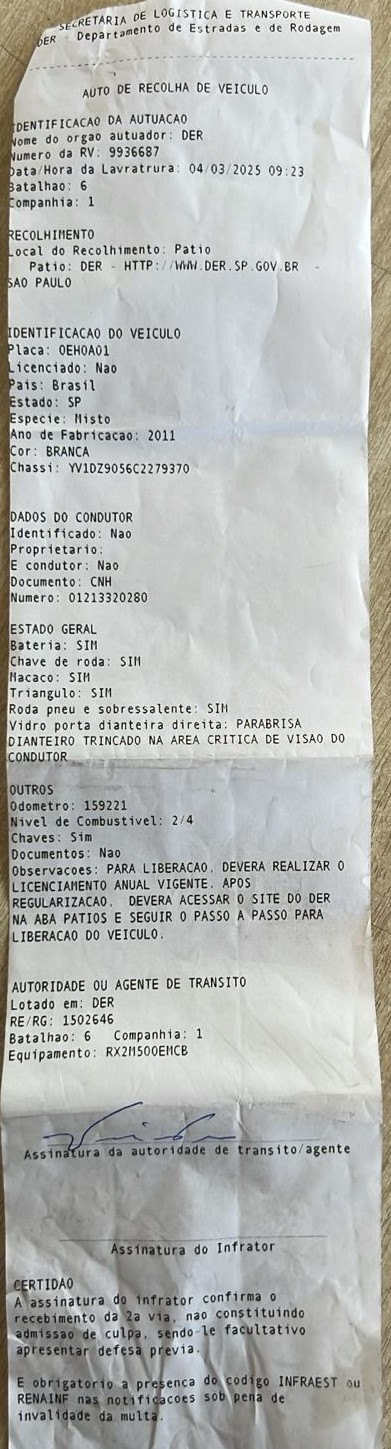 SECRETARIA DE LOGISTICA E TRANSPORTE
DER - Departamento de Estradas e de Rodagem
AUTO DE RECOLHA DE VEICULO
IDENTIFICACAO DA AUTUACAO
Nome do orgao autuador: DER
Numero da RV: 9936687
Data/Hora da Lavratrura: 04/03/2025 09:23
Batalhao: 6
Companhia: 1
RECOLHIMENTO
Local do Recolhimento: Patio
Patio: DER - HTTP://WWW.DER.SP.GOV.BR -
SAO PAULO
IDENTIFICACAO DO VEICULO
Placa: OEH0A01
Licenciado: Nao
Pais: Brasil
Estado: SP
Especie: Misto
Ano de Fabricacao: 2011
Cor: BRANCA
Chassi: YV1DZ9056C2279370
DADOS DO CONDUTOR
Identificado: Nao
Proprietario:
E condutor: Nao
Documento: CNH
Numero: 01213320280
ESTADO GERAL
Bateria: SIM
Chave de roda: SIM
Macaco: SIM
Triangulo: SIM
Roda pneu e sobressalente: SIM
Vidro porta dianteira direita: PARABRISA
DIANTEIRO TRINCADO NA AREA CRITICA DE VISAO DO
CONDUTOR
OUTROS
Odometro: 159221
Nivel de Combustivel: 2/4
Chaves: Sim
Documentos: Nao
Observacoes: PARA LIBERACAO, DEVERA REALIZAR O
LICENCIAMENTO ANUAL VIGENTE. APOS
REGULARIZACAO. DEVERA ACESSAR O SITE DO DER
NA ABA PATIOS E SEGUIR O PASSO A PASSO PARA
LIBERACAO DO VEICULO.
AUTORIDADE OU AGENTE DE TRANSITO
Lotado em: DER
RE/RG: 1502646
Batalhao: 6 Companhia: 1
Equipamento: RX2M500EMCB
Assinatura da autoridade de transito/agente
Assinatura do Infrator
CERTIDAO
A assinatura do infrator confirma o
recebimento da 2a via, nao constituindo
admissao de culpa, sendo-le facultativo
apresentar defesa previa.
E obrigatorio a presenca do codigo INFRAEST ou
RENAINF nas notificacoes sob pena de
invalidade da multa.